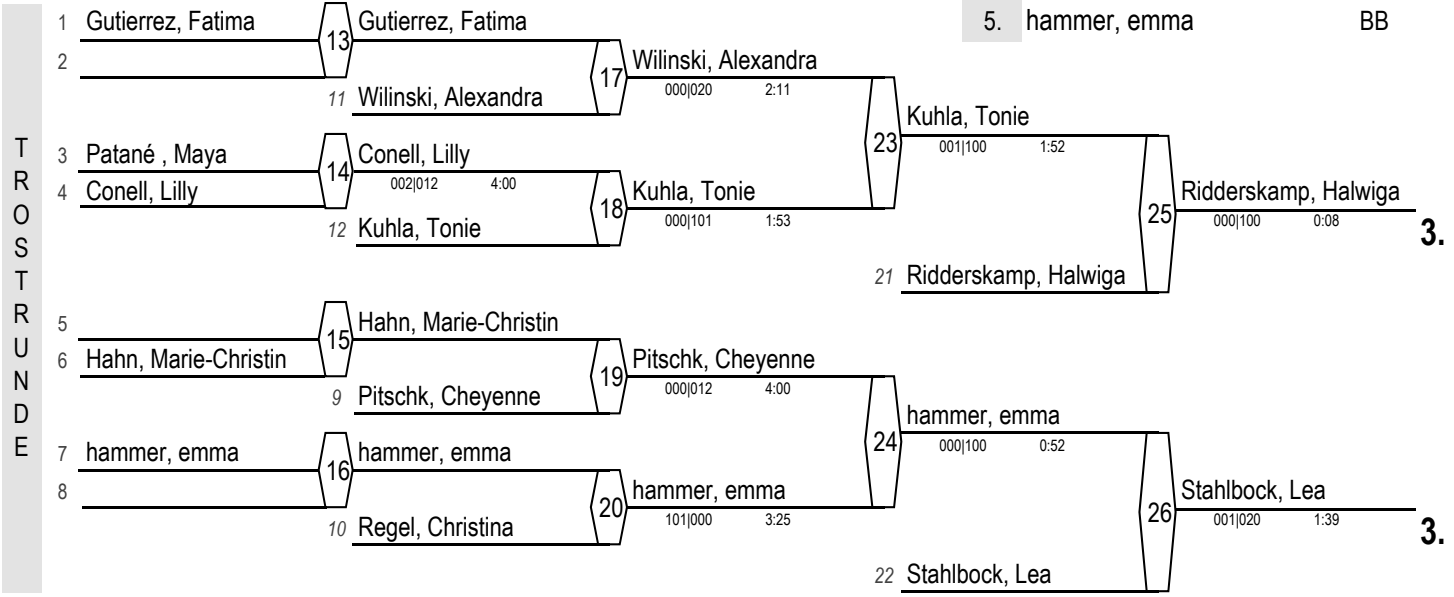 TROSTRUNDE
5. hammer, emma BB
1 Gutierrez, Fatima 13 Gutierrez, Fatima
2
17 Wilinski, Alexandra
000|020 2:11
11 Wilinski, Alexandra
23 Kuhla, Tonie
001|100 1:52
3 Patané , Maya
14 Conell, Lilly
002|012 4:00
4 Conell, Lilly
18 Kuhla, Tonie
000|101 1:53
12 Kuhla, Tonie
25 Ridderskamp, Halwiga
000|100 0:08
3.
21 Ridderskamp, Halwiga
5
15 Hahn, Marie-Christin
6 Hahn, Marie-Christin
19 Pitschk, Cheyenne
000|012 4:00
9 Pitschk, Cheyenne
24 hammer, emma
000|100 0:52
7 hammer, emma 16 hammer, emma
8
20 hammer, emma
101|000 3:25
10 Regel, Christina
26 Stahlbock, Lea
001|020 1:39
3.
22 Stahlbock, Lea